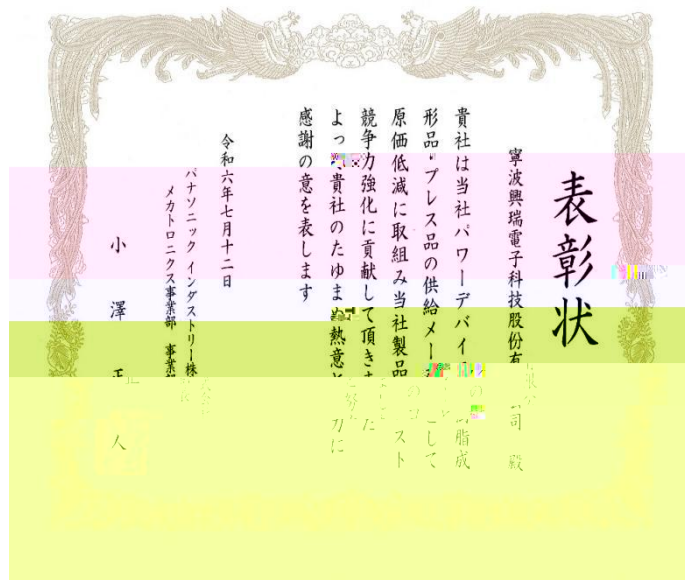 表彰状
寧波興瑞電子科技股份有 司 殿
貴社は当社パワーデバイ の 脂成
形品 プレス品の供給メー して
原価低減に取組み当社製品のコスト
競争力強化に貢献して頂き た
よっ 貴社のたゆまぬ熱意と 力に
感謝の意を表します
令和六年七月十二日
パナソニック インダストリー株
メカトロニクス事業部 事業
小澤正人